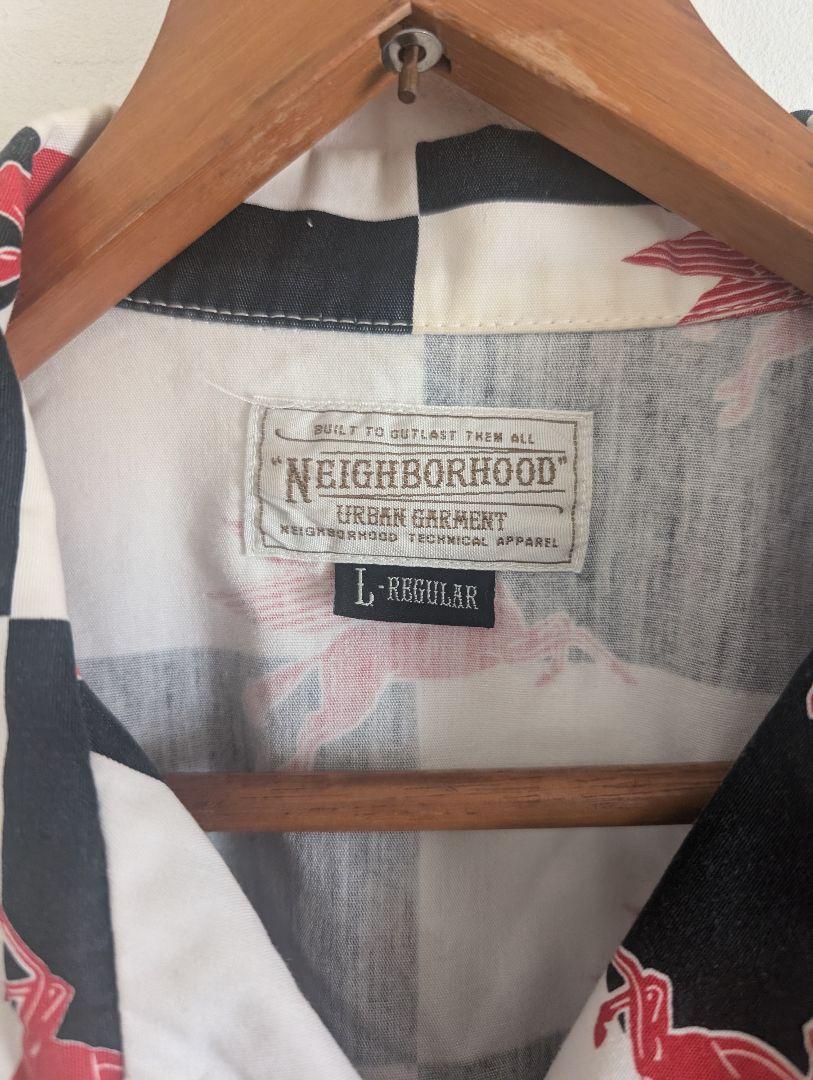 BUILT TO OUTLAST THEM ALL
"NEIGHBORHOOD"
URBAN GARMENT
NEIGHBORHOOD TECHNICAL APPAREL
L-REGULAR